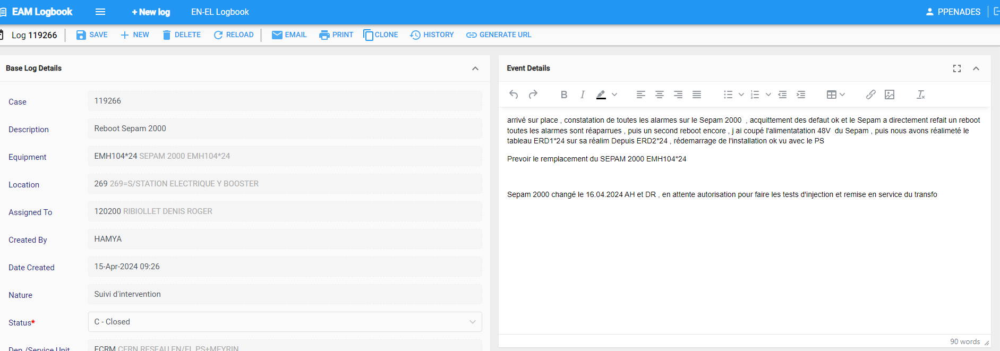 EAM Logbook + New log EN-EL Logbook PPENADES
Log 119266 SAVE NEW DELETE RELOAD EMAIL PRINT CLONE HISTORY GENERATE URL
Base Log Details
Case 119266
Description Reboot Sepam 2000
Equipment EMH104*24 SEPAM 2000 EMH104*24
Location 269 269=S/STATION ELECTRIQUE Y BOOSTER
Assigned To 120200 RIBIOLLET DENIS ROGER
Created By HAMYA
Date Created 15-Apr-2024 09:26
Nature Suivi d'intervention
Status* C - Closed
Dep./Service Unit ECRM CERN RESEAU EN/EL PS+MEYRIN
Event Details
arrivé sur place , constatation de toutes les alarmes sur le Sepam 2000 , acquittement des defaut ok et le Sepam a directement refait un reboot
toutes les alarmes sont réaparrues , puis un second reboot encore , j ai coupé l'alimentatation 48V du Sepam , puis nous avons réalimeté le
tableau ERD1*24 sur sa réalim Depuis ERD2*24 , rédemarrage de l'installation ok vu avec le PS
Prevoir le remplacement du SEPAM 2000 EMH104*24
Sepam 2000 changé le 16.04.2024 AH et DR , en attente autorisation pour faire les tests d'injection et remise en service du transfo
90 words